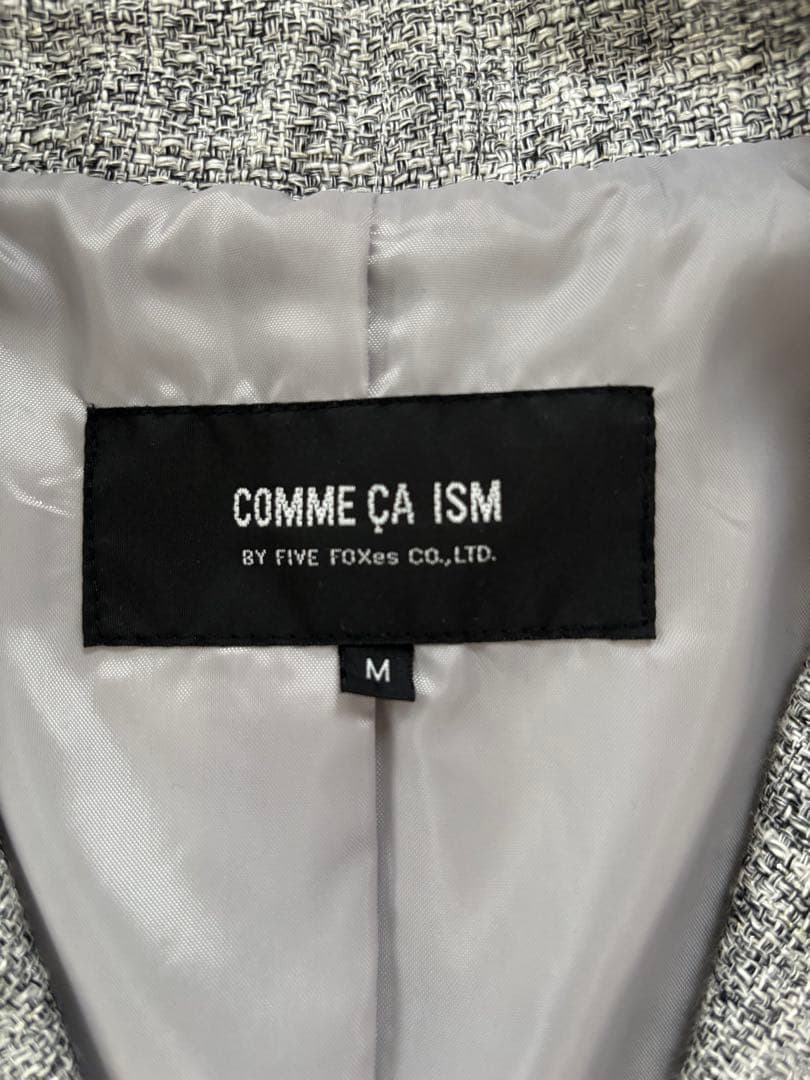 COMME ÇA ISM
BY FIVE FOXes CO.,LTD.
M